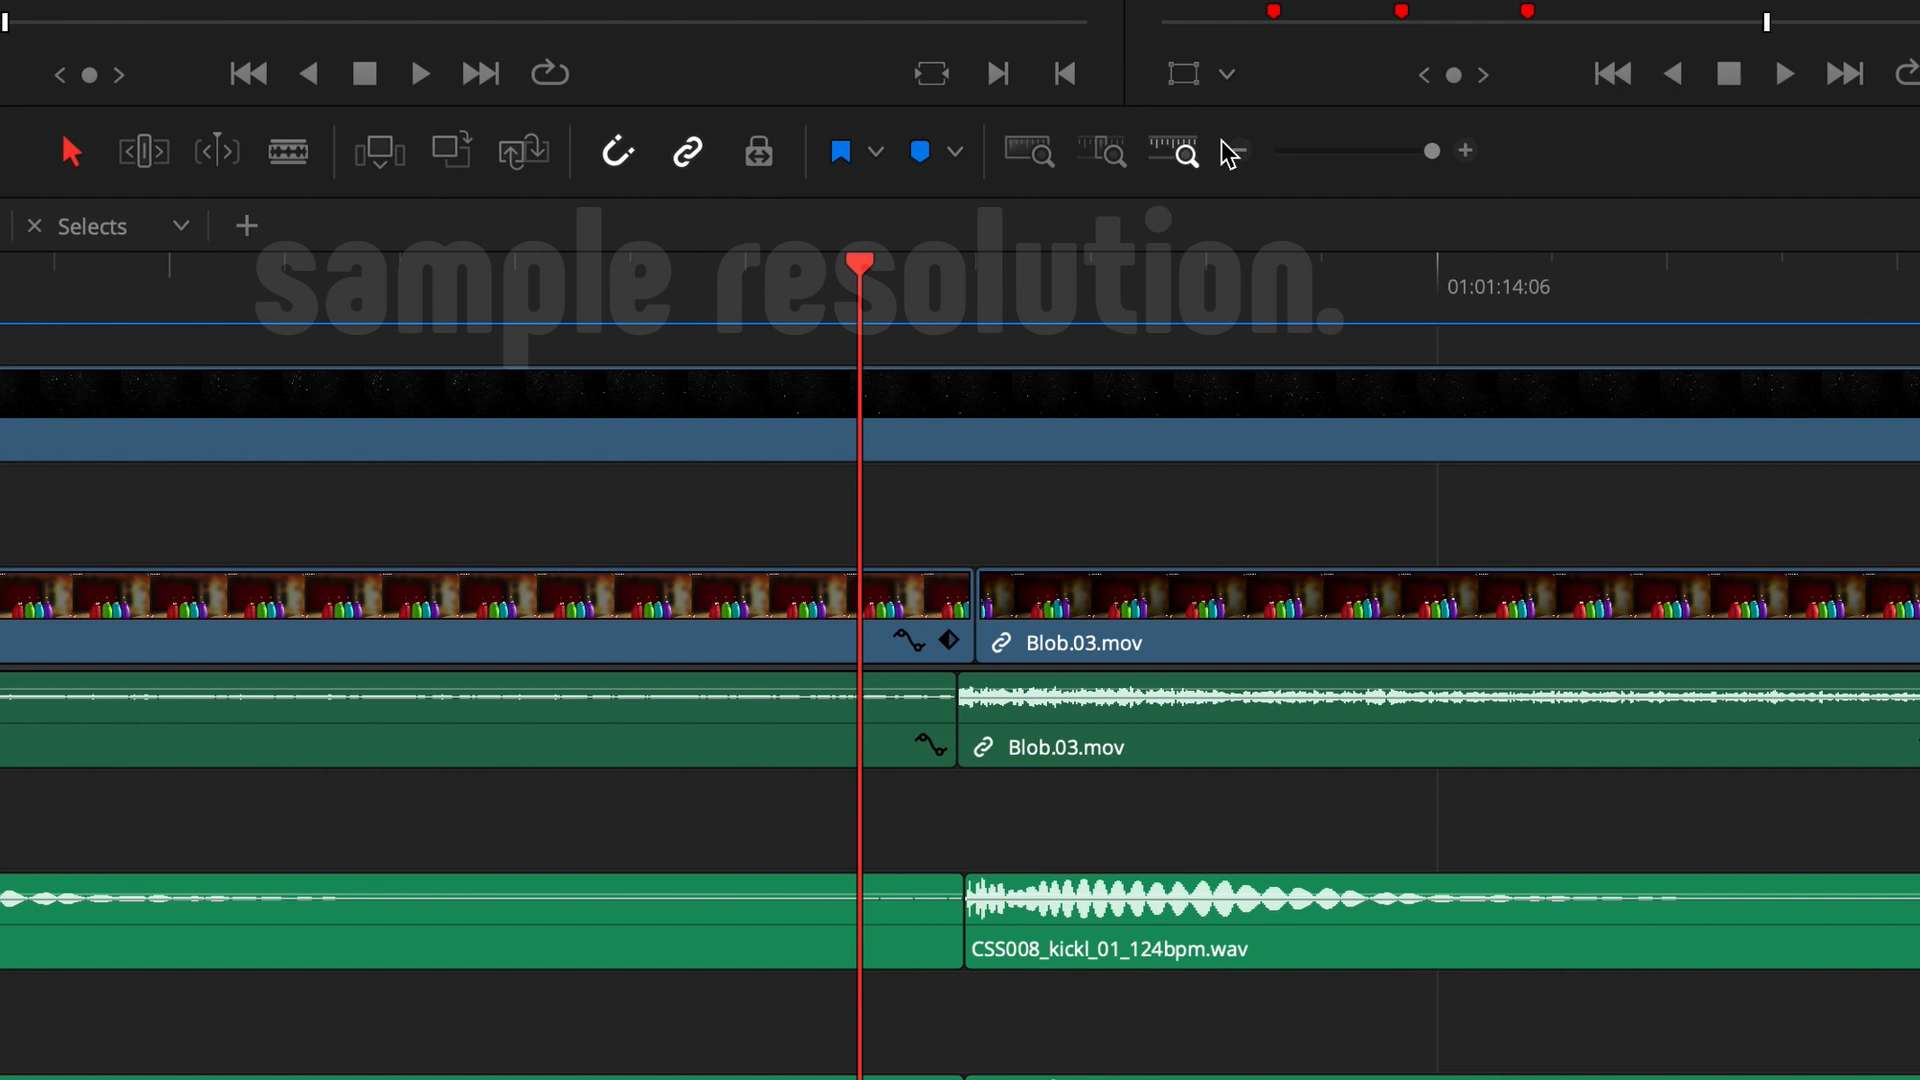 Selects
sample resolution.
01:01:14:06
Blob.03.mov
Blob.03.mov
CSS008_kickl_01_124bpm.wav